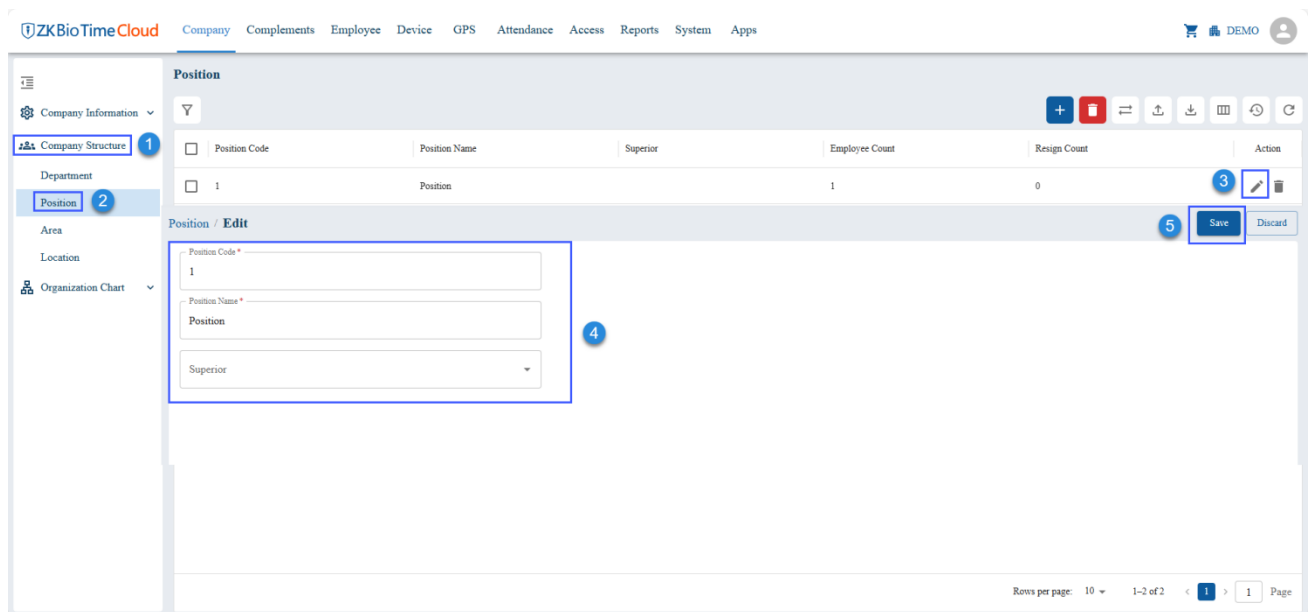 ZKBioTime Cloud Company Complements Employee Device GPS Attendance Access Reports System Apps DEMO
Position
Company Information
Company Structure 1
Position Code Position Name Superior Employee Count Resign Count Action
Department
1 Position 1 0 3
Position 2
Position / Edit 5 Save Discard
Area
Position Code *
Location
1
Organization Chart
Position Name *
Position
4
Superior
Rows per page: 10 1–2 of 2 < 1 > 1 Page